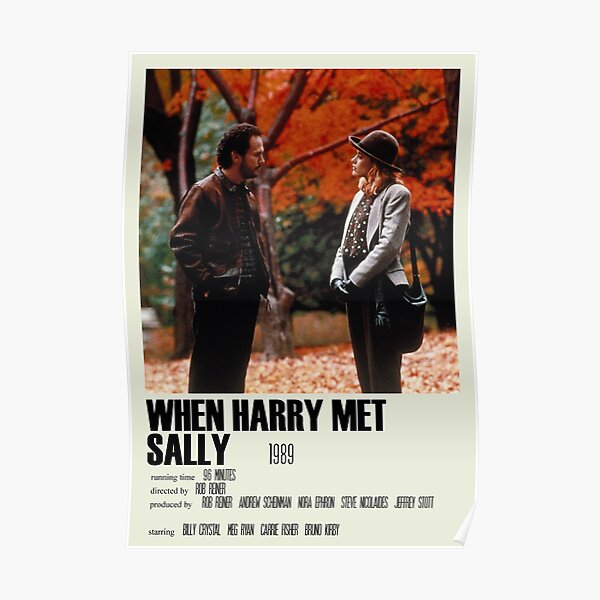 WHEN HARRY MET
SALLY 1989
running time 96 MINUTES
directed by ROB REINER
produced by ROB REINER ANDREW SCHEINMAN NORA EPHRON STEVE NICOLAIDES JEFFREY STOTT
starring BILLY CRYSTAL MEG RYAN CARRIE FISHER BRUNO KIRBY